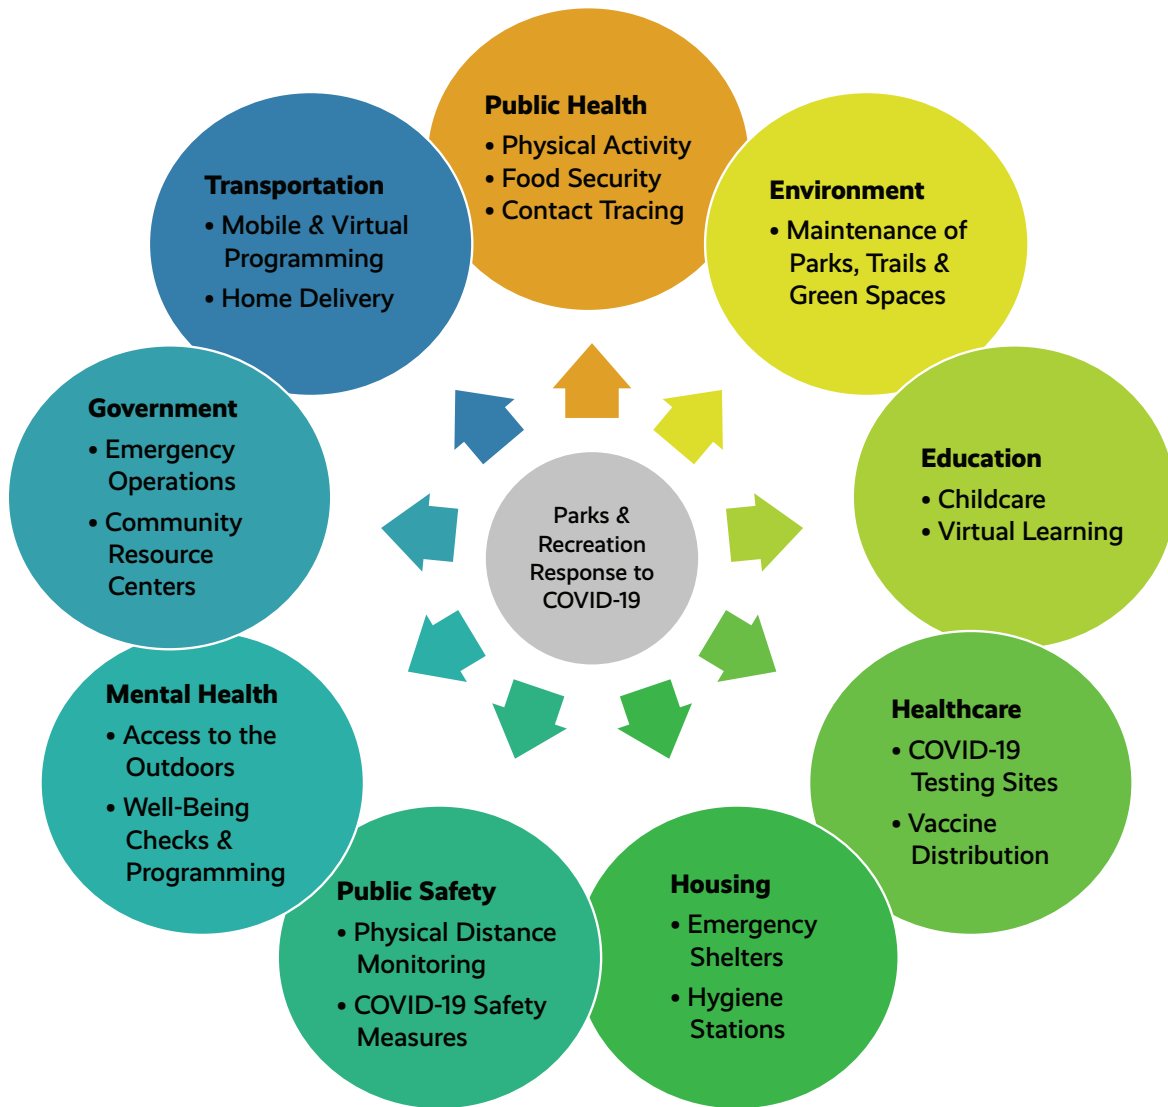 Public Health
• Physical Activity
• Food Security
• Contact Tracing
Environment
• Maintenance of
Parks, Trails &
Green Spaces
Education
• Childcare
• Virtual Learning
Healthcare
• COVID-19
Testing Sites
• Vaccine
Distribution
Housing
• Emergency
Shelters
• Hygiene
Stations
Public Safety
• Physical Distance
Monitoring
• COVID-19 Safety
Measures
Mental Health
• Access to the
Outdoors
• Well-Being
Checks &
Programming
Government
• Emergency
Operations
• Community
Resource
Centers
Transportation
• Mobile & Virtual
Programming
• Home Delivery
Parks &
Recreation
Response to
COVID-19